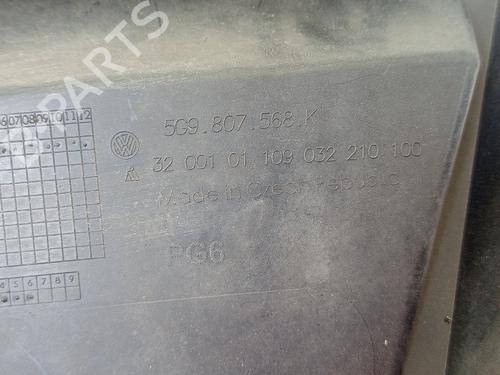 PARTS
5G9.807.568.K
32 001 01 109 032 210 100
Made in Czech republic
PG6
6 07 08 09 10 11 12
4 5 6 7 8 9